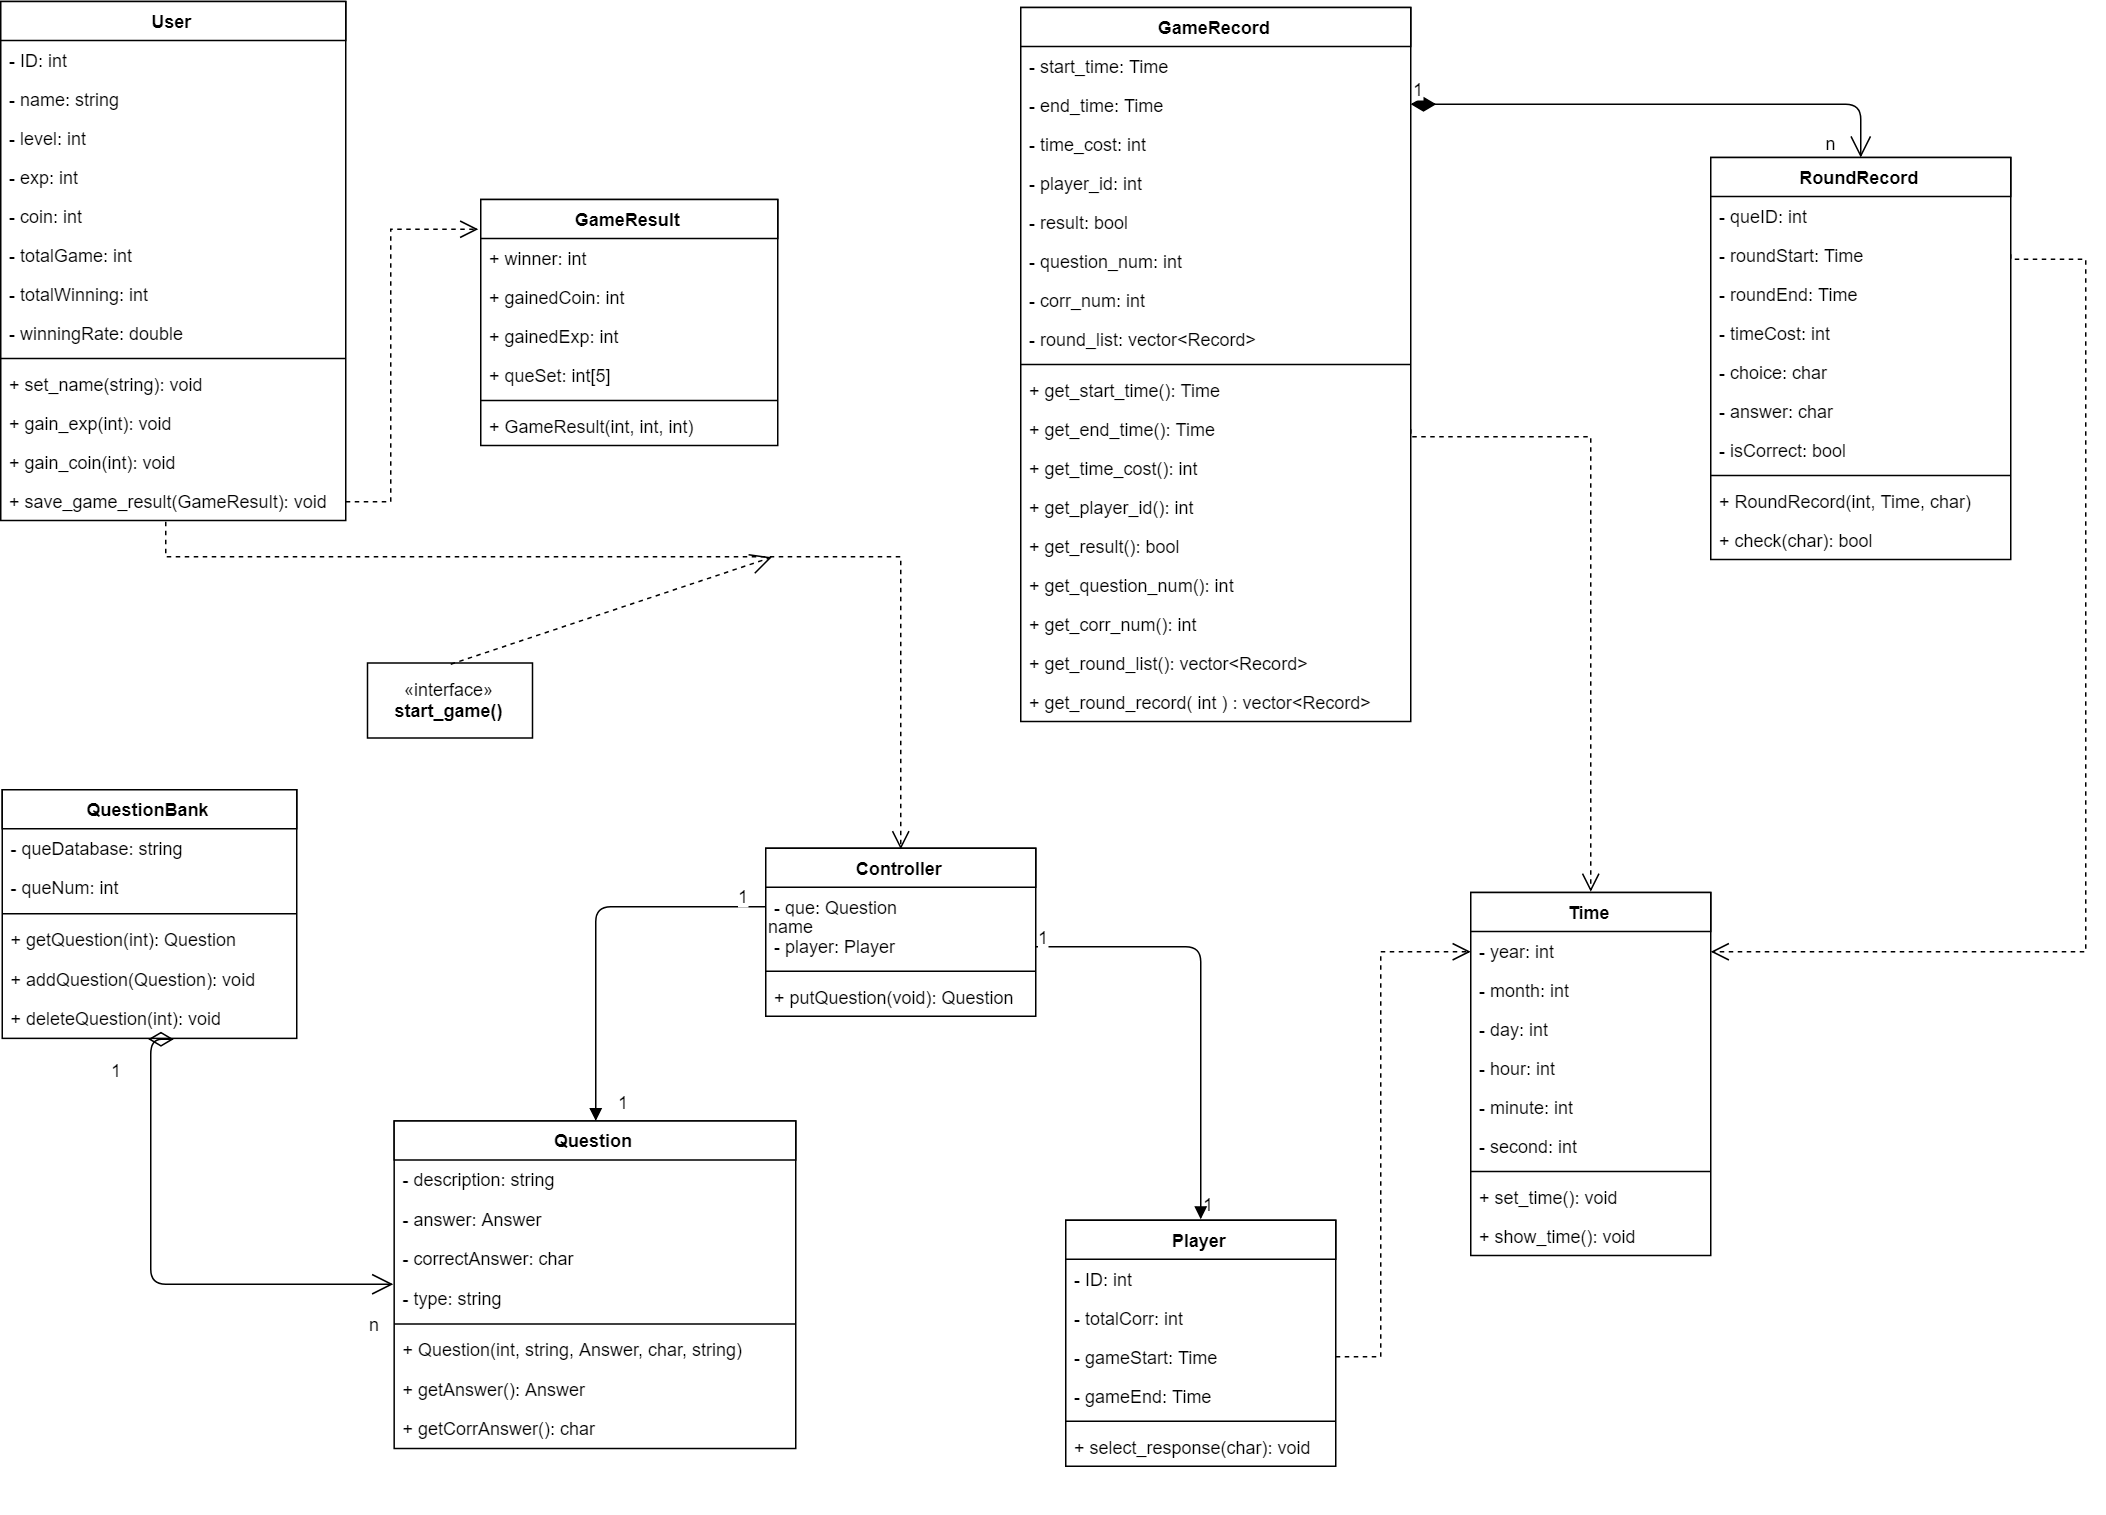 User
- ID: int
- name: string
- level: int
- exp: int
- coin: int
- totalGame: int
- totalWinning: int
- winningRate: double
+ set_name(string): void
+ gain_exp(int): void
+ gain_coin(int): void
+ save_game_result(GameResult): void
GameResult
+ winner: int
+ gainedCoin: int
+ gainedExp: int
+ queSet: int[5]
+ GameResult(int, int, int)
GameRecord
- start_time: Time
- end_time: Time
- time_cost: int
- player_id: int
- result: bool
- question_num: int
- corr_num: int
- round_list: vector<Record>
+ get_start_time(): Time
+ get_end_time(): Time
+ get_time_cost(): int
+ get_player_id(): int
+ get_result(): bool
+ get_question_num(): int
+ get_corr_num(): int
+ get_round_list(): vector<Record>
+ get_round_record( int ) : vector<Record>
1
n
RoundRecord
- queID: int
- roundStart: Time
- roundEnd: Time
- timeCost: int
- choice: char
- answer: char
- isCorrect: bool
+ RoundRecord(int, Time, char)
+ check(char): bool
«interface»
start_game()
QuestionBank
- queDatabase: string
- queNum: int
+ getQuestion(int): Question
+ addQuestion(Question): void
+ deleteQuestion(int): void
1
n
Controller
- que: Question
name
- player: Player
+ putQuestion(void): Question
1
1
1
1
Question
- description: string
- answer: Answer
- correctAnswer: char
- type: string
+ Question(int, string, Answer, char, string)
+ getAnswer(): Answer
+ getCorrAnswer(): char
Player
- ID: int
- totalCorr: int
- gameStart: Time
- gameEnd: Time
+ select_response(char): void
Time
- year: int
- month: int
- day: int
- hour: int
- minute: int
- second: int
+ set_time(): void
+ show_time(): void